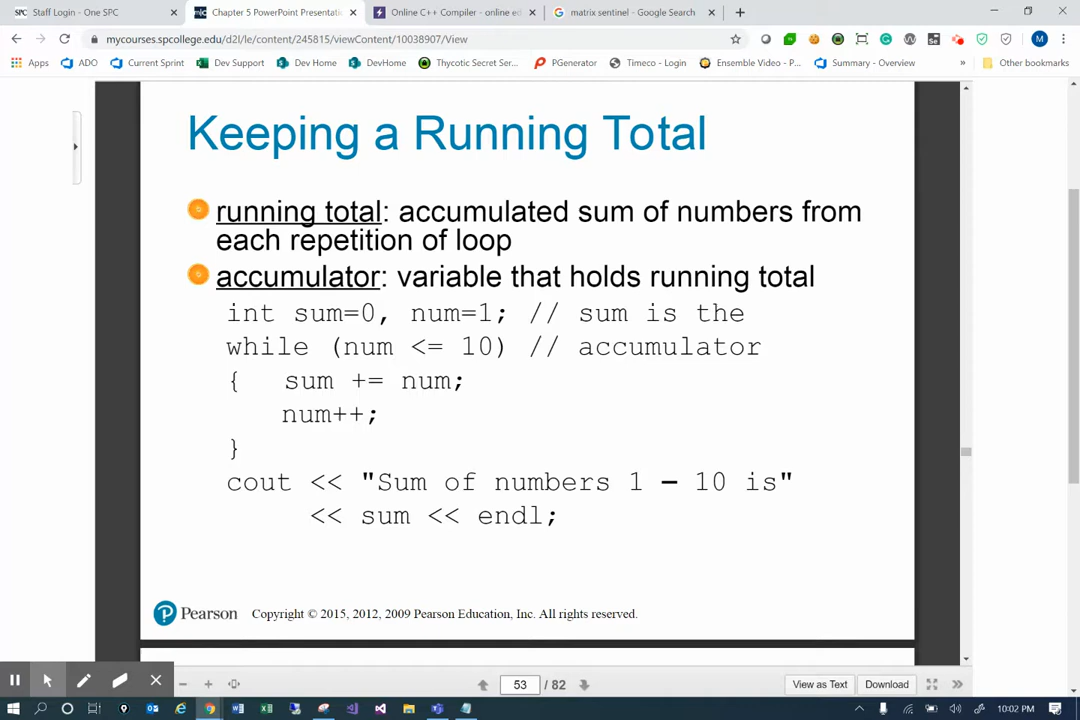 Staff Login - One SPC
Chapter 5 PowerPoint Presentati
Online C++ Compiler - online ed
matrix sentinel - Google Search
mycourses.spcollege.edu/d2l/le/content/245815/viewContent/10038907/View
Apps ADO Current Sprint Dev Support Dev Home DevHome Thycotic Secret Ser... PGenerator Timeco - Login Ensemble Video - P... Summary - Overview » Other bookmarks
Keeping a Running Total
running total: accumulated sum of numbers from
each repetition of loop
accumulator: variable that holds running total
int sum=0, num=1; // sum is the
while (num <= 10) // accumulator
{ sum += num;
num++;
}
cout << "Sum of numbers 1 – 10 is"
<< sum << endl;
Pearson Copyright © 2015, 2012, 2009 Pearson Education, Inc. All rights reserved.
53 / 82 View as Text Download
10:02 PM